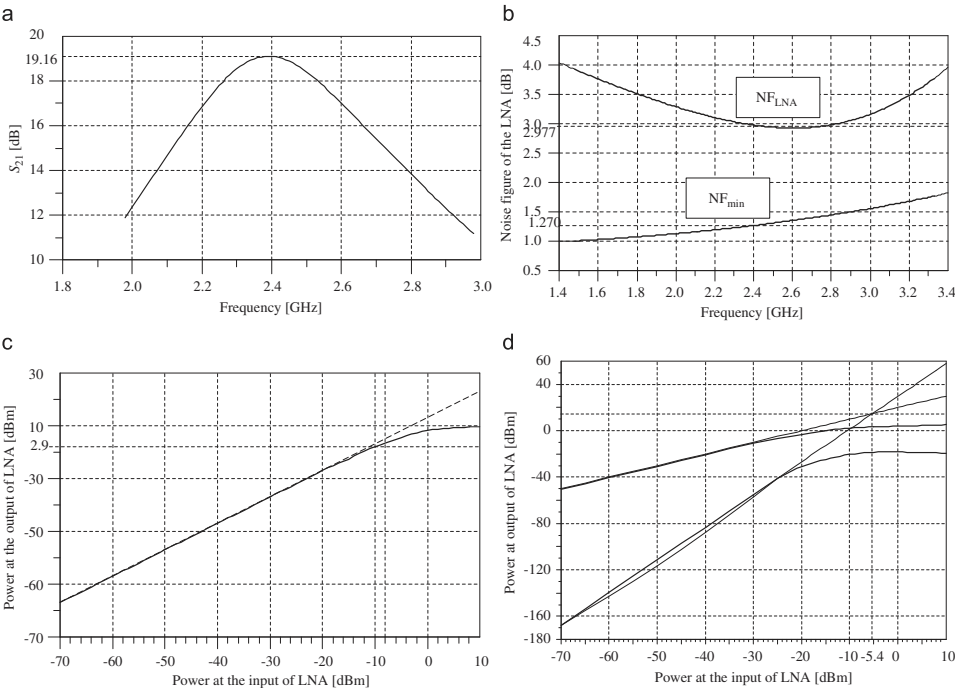 a
20
19.16
18
16
14
12
10
S21 [dB]
1.8 2.0 2.2 2.4 2.6 2.8 3.0
Frequency [GHz]
b
4.5
4.0
3.5
3.0
2.977
2.5
2.0
1.5
1.270
1.0
0.5
Noise figure of the LNA [dB]
NFLNA
NFmin
1.4 1.6 1.8 2.0 2.2 2.4 2.6 2.8 3.0 3.2 3.4
Frequency [GHz]
c
30
10
2.9
-30
-50
-60
-70
Power at the output of LNA [dBm]
-70 -60 -50 -40 -30 -20 -10 0 10
Power at the input of LNA [dBm]
d
60
40
0
-40
-80
-120
-160
-180
Power at output of LNA [dBm]
-70 -60 -50 -40 -30 -20 -10 -5.4 0 10
Power at the input of LNA [dBm]